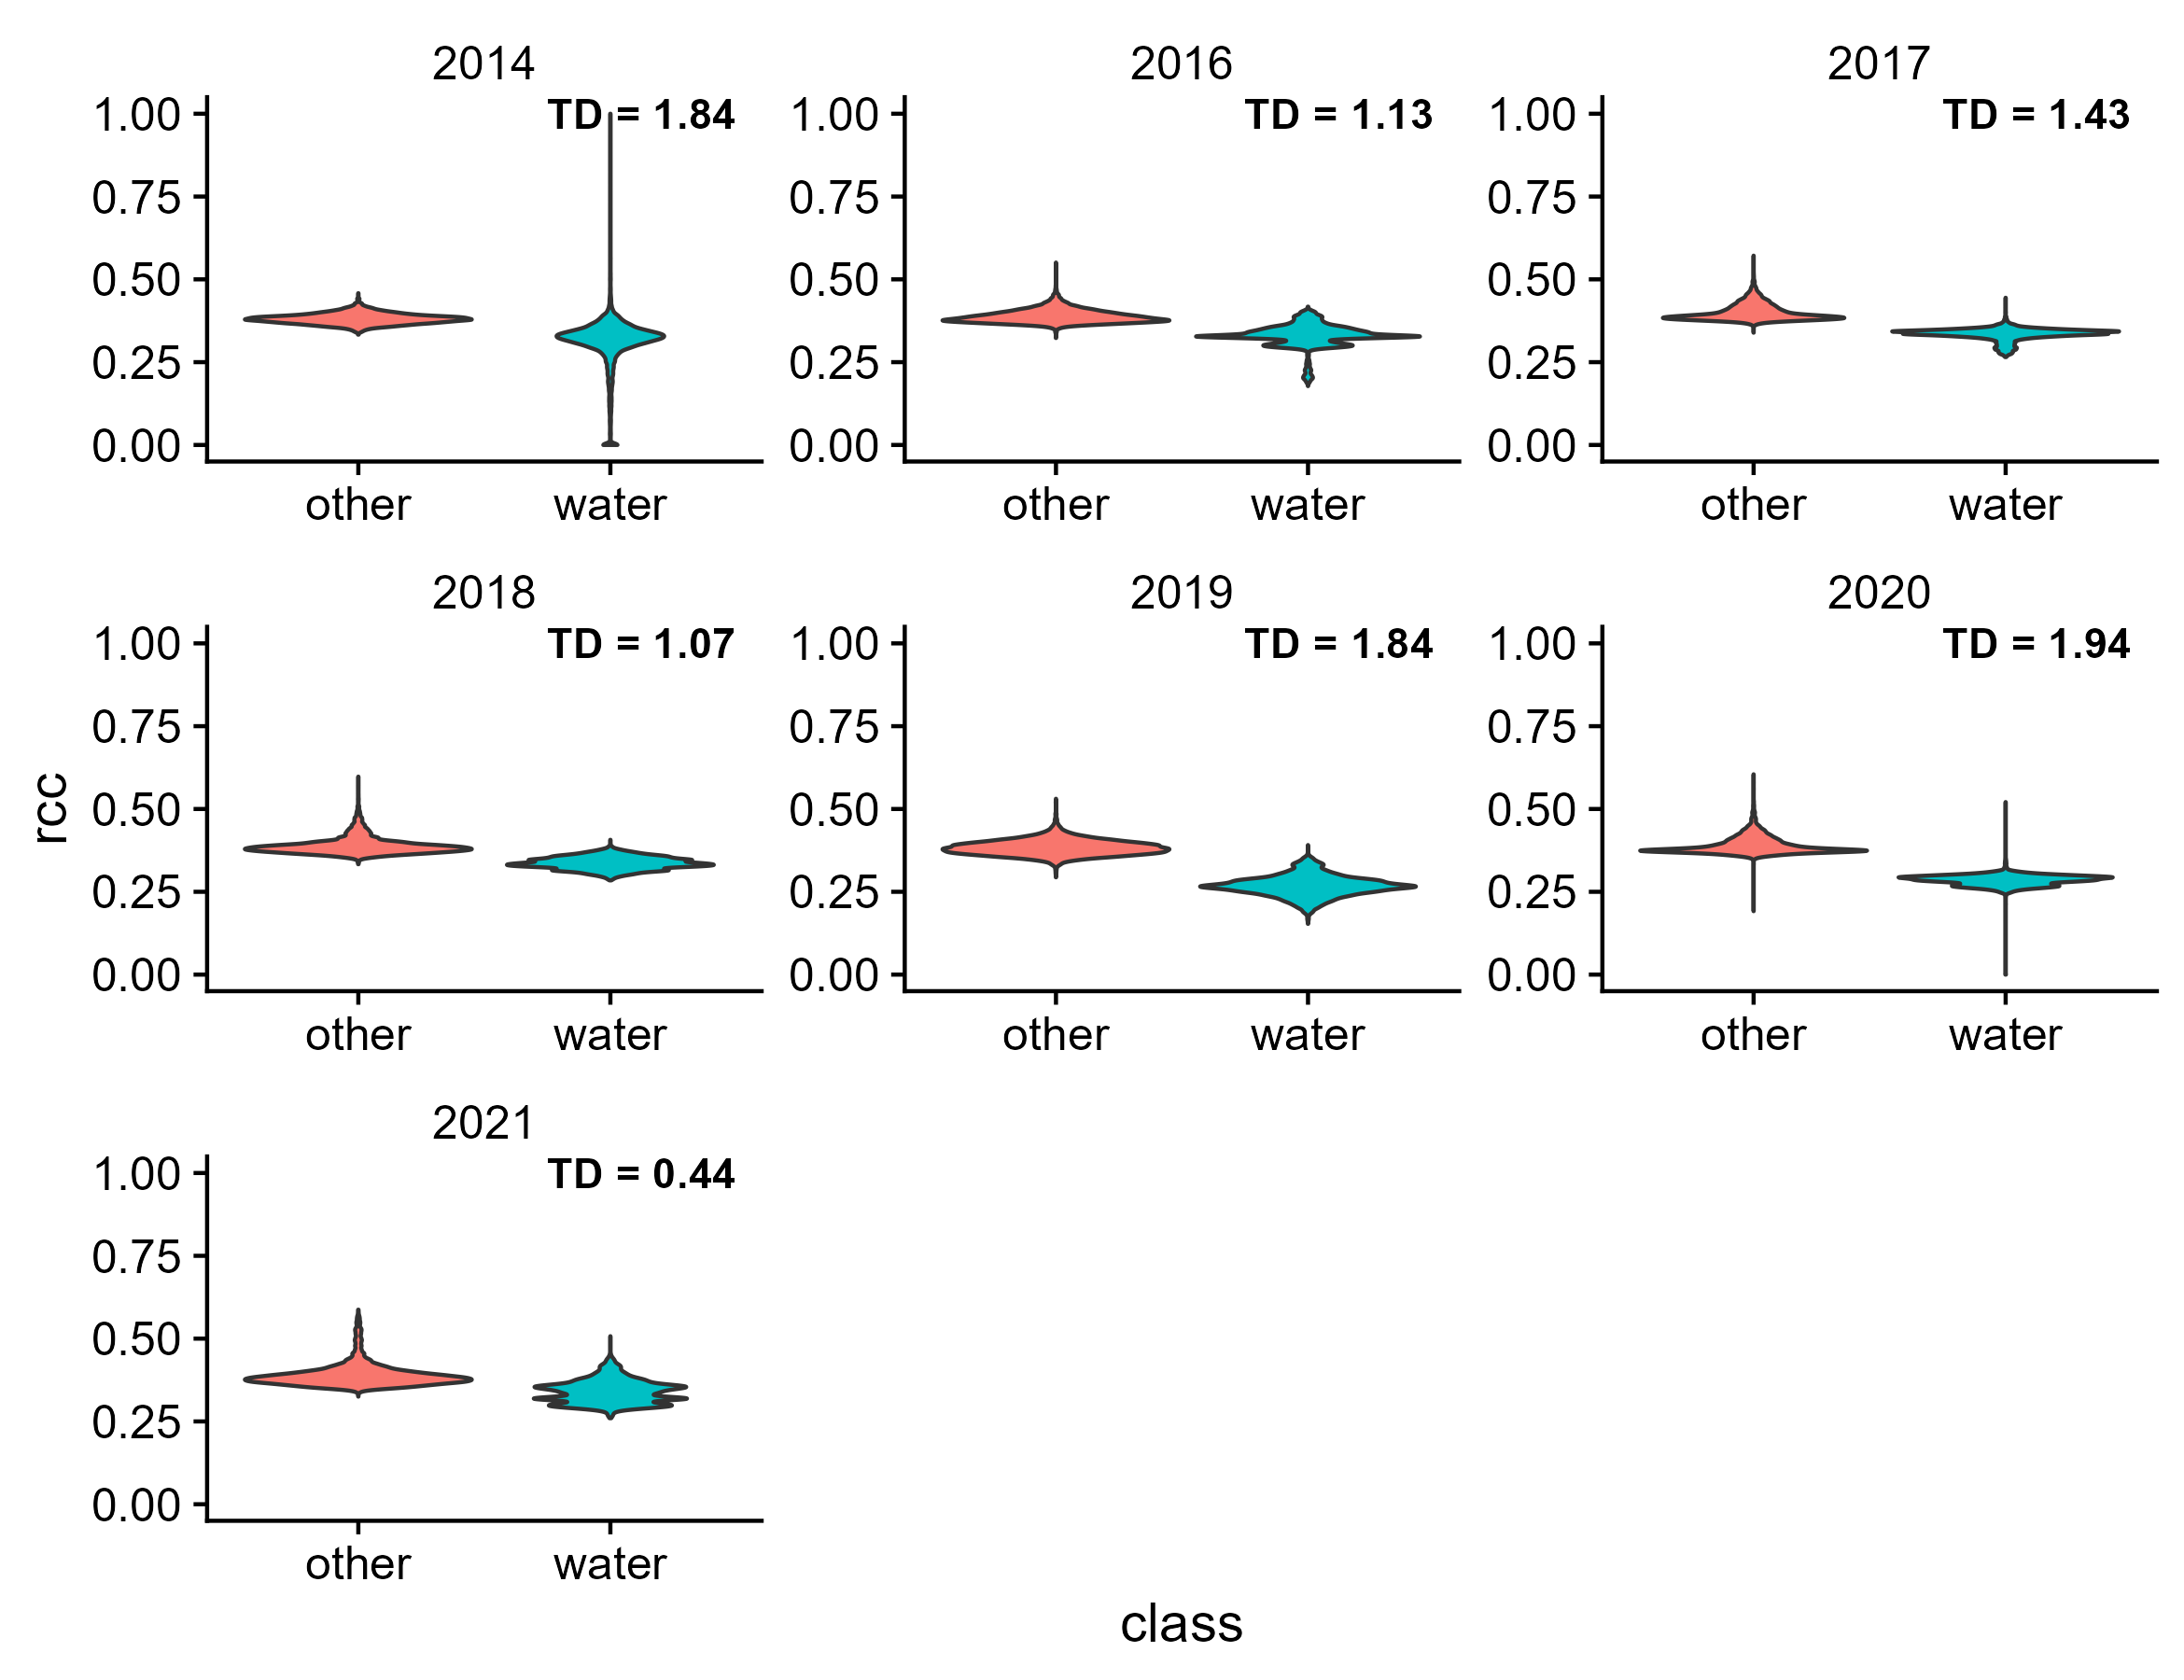 2014 2016 2017
TD = 1.84 TD = 1.13 TD = 1.43
1.00 1.00 1.00
0.75 0.75 0.75
0.50 0.50 0.50
0.25 0.25 0.25
0.00 0.00 0.00
other water other water other water
2018 2019 2020
TD = 1.07 TD = 1.84 TD = 1.94
1.00 1.00 1.00
0.75 0.75 0.75
rcc
0.50 0.50 0.50
0.25 0.25 0.25
0.00 0.00 0.00
other water other water other water
2021
TD = 0.44
1.00
0.75
0.50
0.25
0.00
other water
class